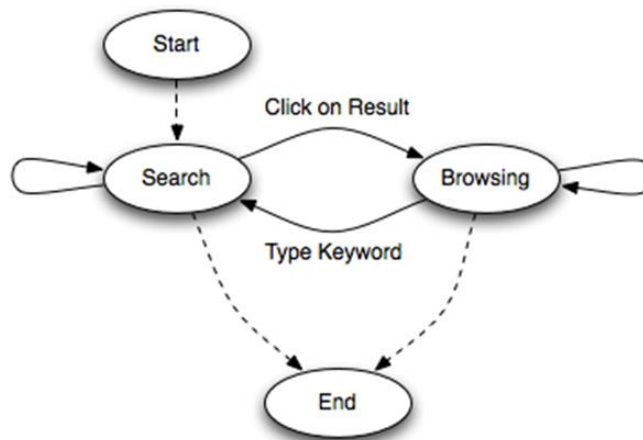 Start
Click on Result
Search
Browsing
Type Keyword
End